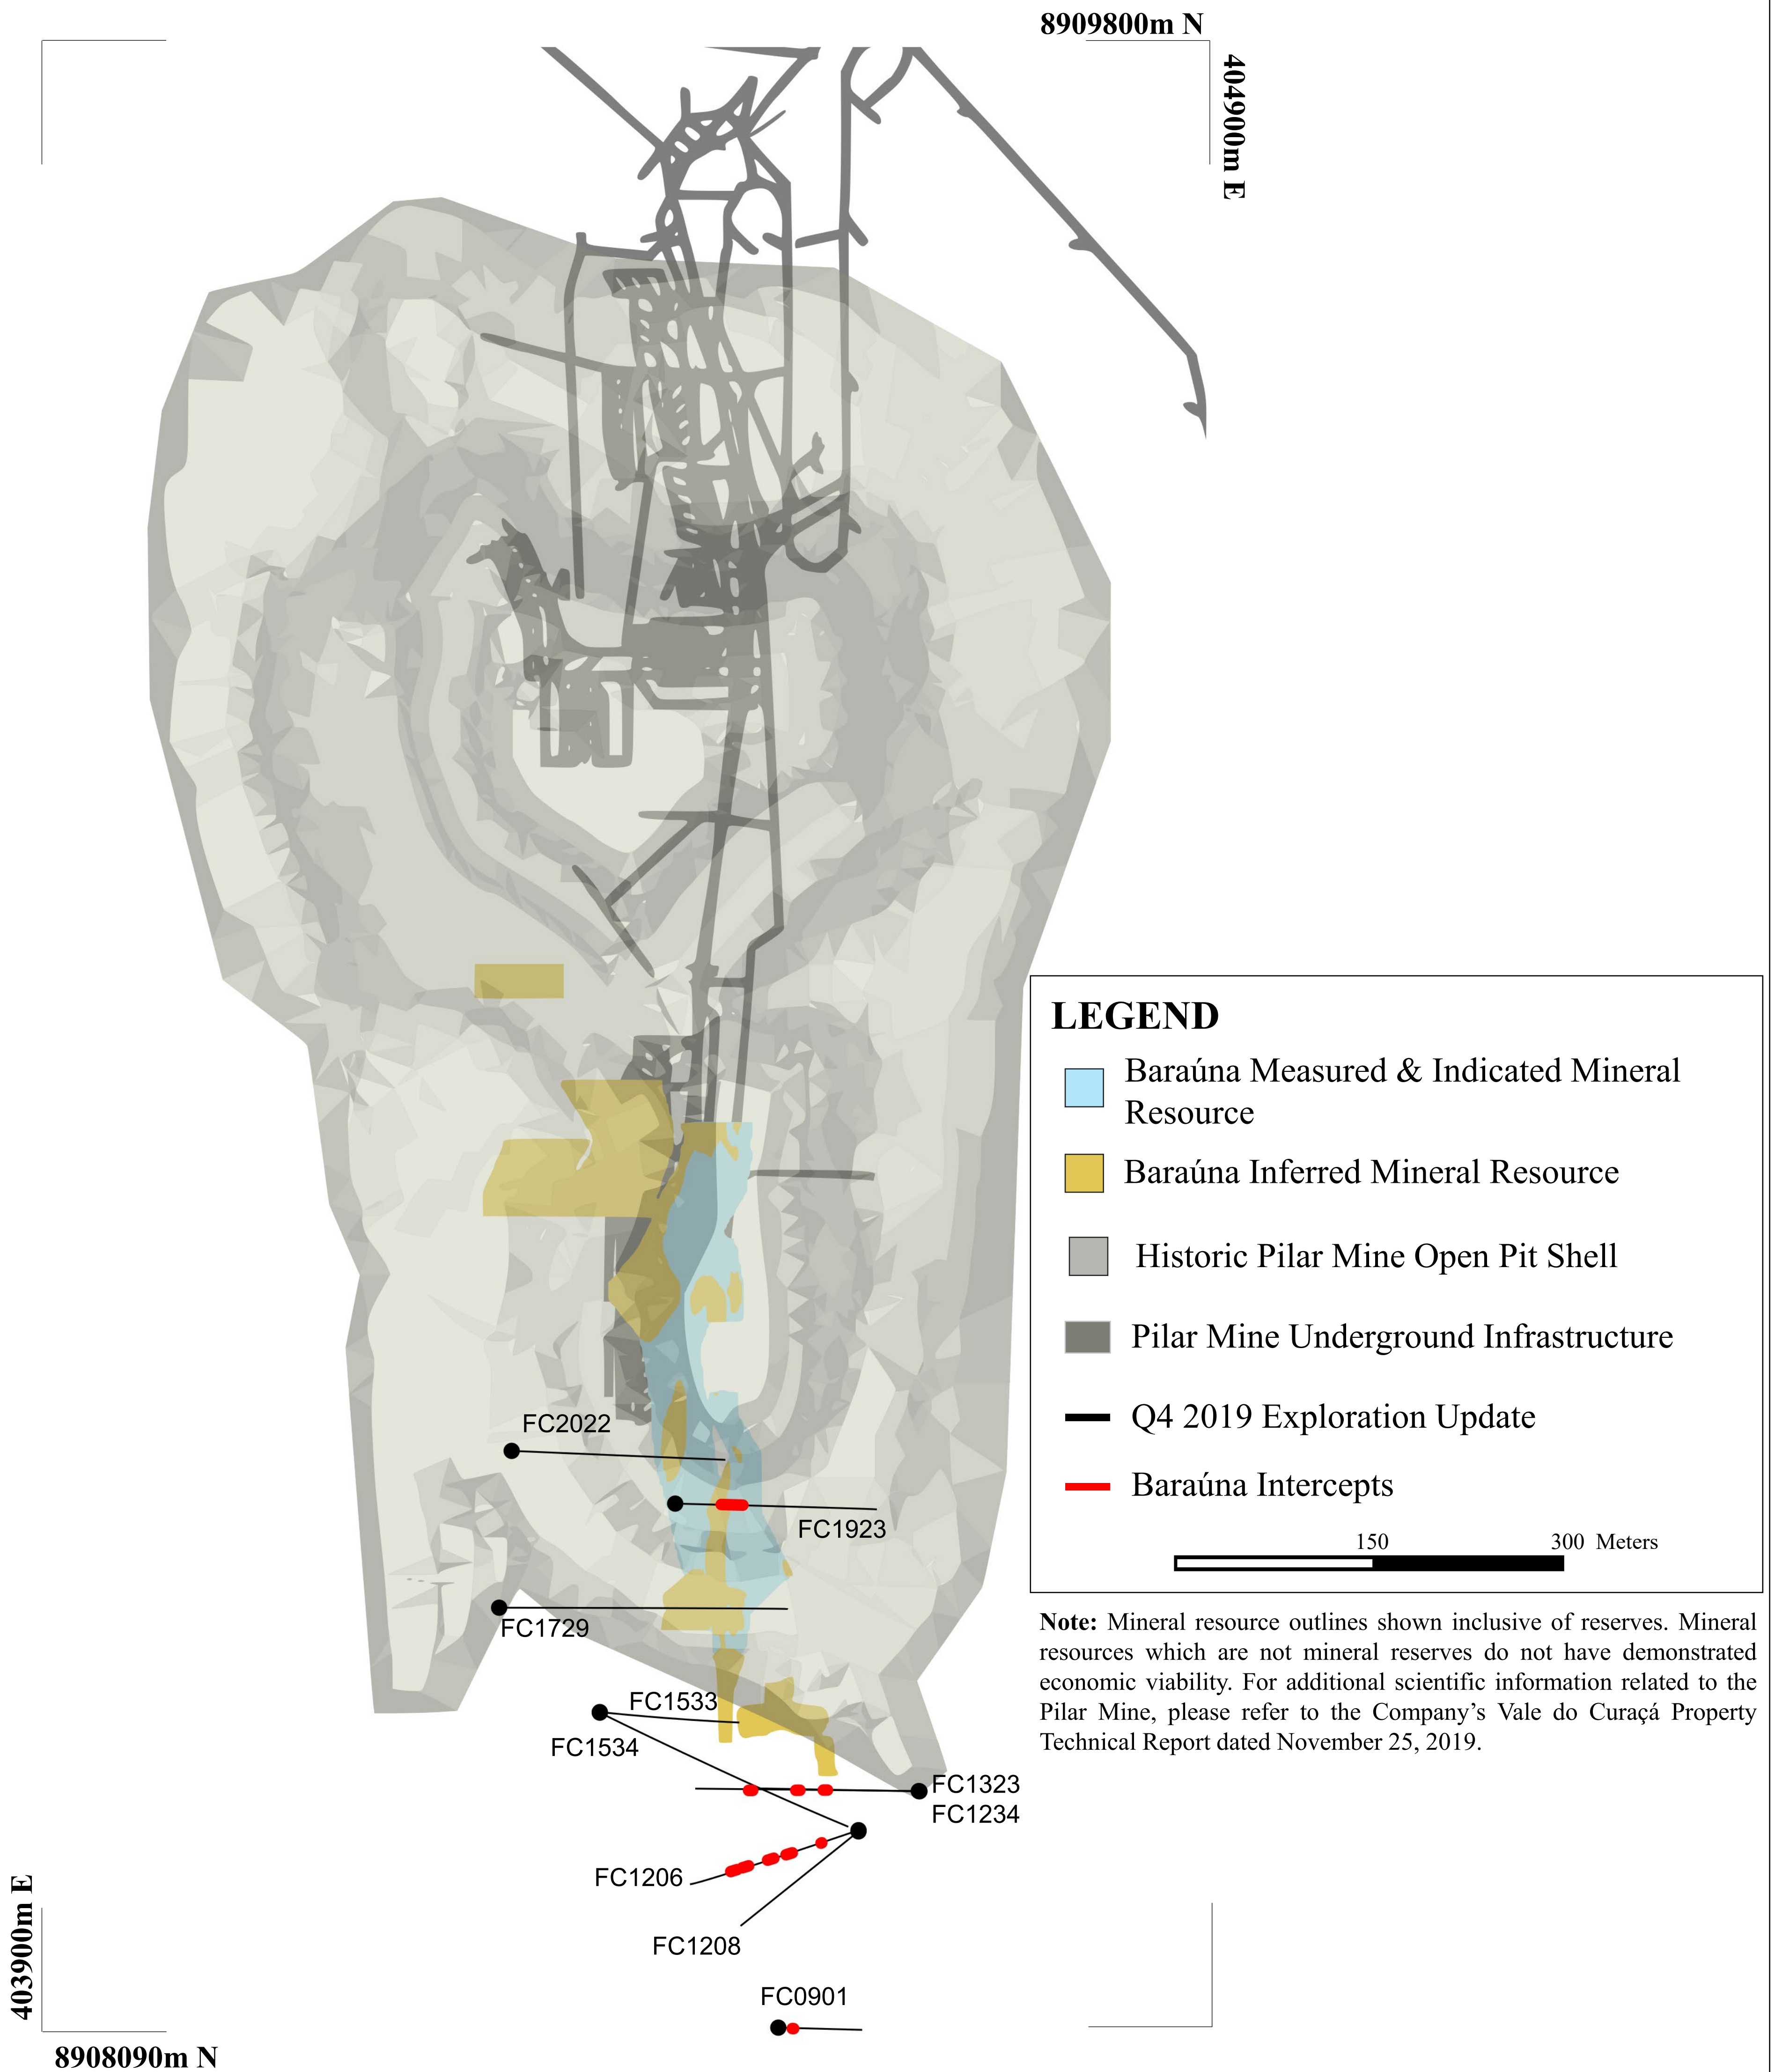 8909800m N
404900m E
LEGEND
Baraúna Measured & Indicated Mineral
Resource
Baraúna Inferred Mineral Resource
Historic Pilar Mine Open Pit Shell
Pilar Mine Underground Infrastructure
Q4 2019 Exploration Update
Baraúna Intercepts
150 300 Meters
Note: Mineral resource outlines shown inclusive of reserves. Mineral
resources which are not mineral reserves do not have demonstrated
economic viability. For additional scientific information related to the
Pilar Mine, please refer to the Company’s Vale do Curaçá Property
Technical Report dated November 25, 2019.
FC2022
FC1923
FC1729
FC1533
FC1534
FC1323
FC1234
FC1206
FC1208
FC0901
403900m E
8908090m N